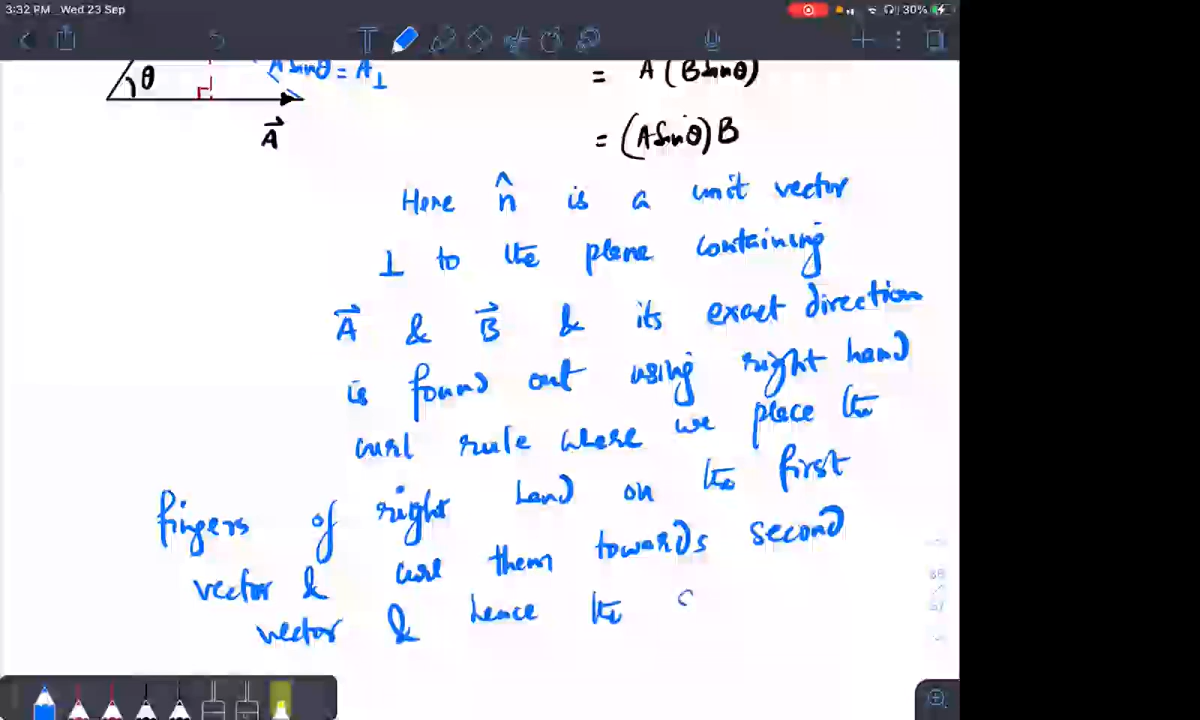 3:32 PM Wed 23 Sep
30%
θ
A sinθ = A⊥
= A (B sinθ)
A⃗
= (A sinθ) B
Here n̂ is a unit vector
⊥ to the plane containing
A⃗ & B⃗ & its exact direction
is found out using right hand
curl rule where we place the
fingers of right hand on the first
vector & curl them towards second
vector & hence the